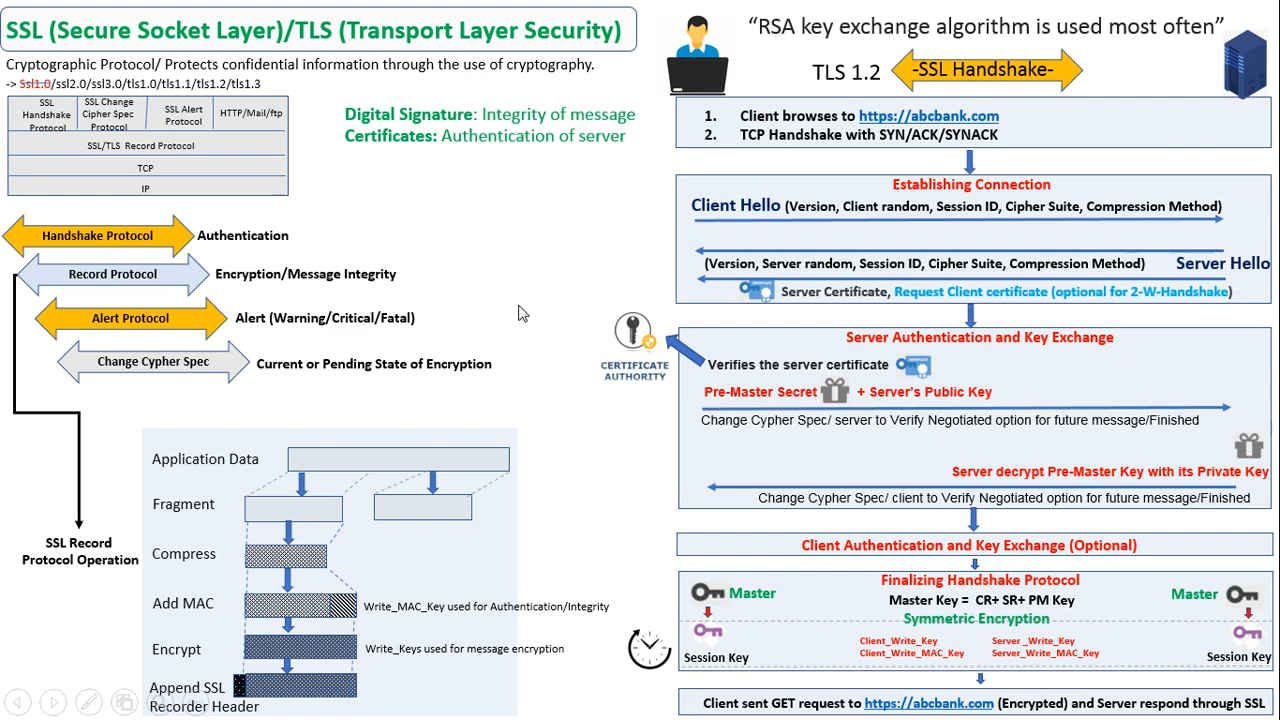 SSL (Secure Socket Layer)/TLS (Transport Layer Security)
Cryptographic Protocol/ Protects confidential information through the use of cryptography.
-> Ssl1.0/ssl2.0/ssl3.0/tls1.0/tls1.1/tls1.2/tls1.3
SSL Handshake Protocol
SSL Change Cipher Spec Protocol
SSL Alert Protocol
HTTP/Mail/ftp
SSL/TLS Record Protocol
TCP
IP
Digital Signature: Integrity of message
Certificates: Authentication of server
Handshake Protocol
Authentication
Record Protocol
Encryption/Message Integrity
Alert Protocol
Alert (Warning/Critical/Fatal)
Change Cypher Spec
Current or Pending State of Encryption
SSL Record
Protocol Operation
Application Data
Fragment
Compress
Add MAC
Write_MAC_Key used for Authentication/Integrity
Encrypt
Write_Keys used for message encryption
Append SSL
Recorder Header
“RSA key exchange algorithm is used most often”
TLS 1.2
-SSL Handshake-
1. Client browses to https://abcbank.com
2. TCP Handshake with SYN/ACK/SYNACK
Establishing Connection
Client Hello (Version, Client random, Session ID, Cipher Suite, Compression Method)
(Version, Server random, Session ID, Cipher Suite, Compression Method) Server Hello
Server Certificate, Request Client certificate (optional for 2-W-Handshake)
CERTIFICATE
AUTHORITY
Server Authentication and Key Exchange
Verifies the server certificate
Pre-Master Secret + Server's Public Key
Change Cypher Spec/ server to Verify Negotiated option for future message/Finished
Server decrypt Pre-Master Key with its Private Key
Change Cypher Spec/ client to Verify Negotiated option for future message/Finished
Client Authentication and Key Exchange (Optional)
Finalizing Handshake Protocol
Master
Master Key = CR+ SR+ PM Key
Master
Symmetric Encryption
Client_Write_Key
Server _Write_Key
Client_Write_MAC_Key
Server_Write_MAC_Key
Session Key
Session Key
Client sent GET request to https://abcbank.com (Encrypted) and Server respond through SSL